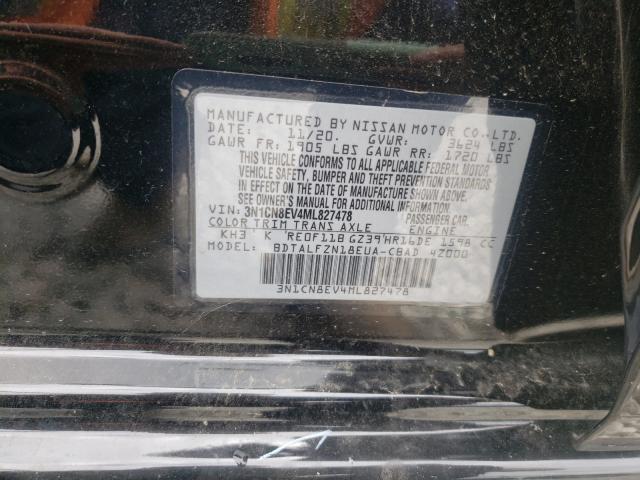 MANUFACTURED BY NISSAN MOTOR CO.,LTD.
DATE: 11/20. GVWR: 3624 LBS
GAWR FR: 1905 LBS GAWR RR: 1720 LBS
THIS VEHICLE CONFORMS TO ALL APPLICABLE FEDERAL MOTOR
VEHICLE SAFETY, BUMPER AND THEFT PREVENTION STANDARDS
IN EFFECT ON THE DATE OF MANUFACTURE SHOWN ABOVE.
SEE OWNER'S MANUAL FOR ADDITIONAL INFORMATION
VIN: 3N1CN8EV4ML827478 PASSENGER CAR.
COLOR TRIM TRANS AXLE ENGINE
KH3 K RE0F11B GZ39 HR16DE 1598 CC
MODEL: BDTALFZN18EUA-CBAD 4Z000
3N1CN8EV4ML827478